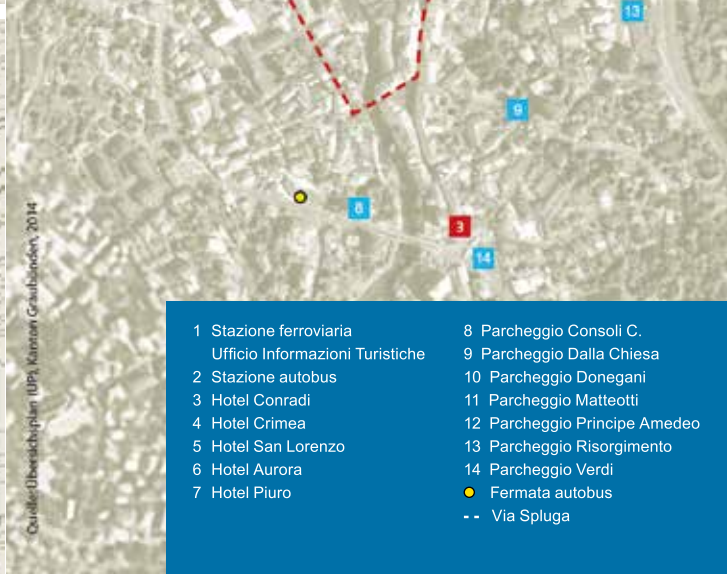 13
9
8
3
14
Quelle: Übersichtsplan (UP), Kanton Graubünden, 2014
1 Stazione ferroviaria
Ufficio Informazioni Turistiche
2 Stazione autobus
3 Hotel Conradi
4 Hotel Crimea
5 Hotel San Lorenzo
6 Hotel Aurora
7 Hotel Piuro
8 Parcheggio Consoli C.
9 Parcheggio Dalla Chiesa
10 Parcheggio Donegani
11 Parcheggio Matteotti
12 Parcheggio Principe Amedeo
13 Parcheggio Risorgimento
14 Parcheggio Verdi
Fermata autobus
-- Via Spluga